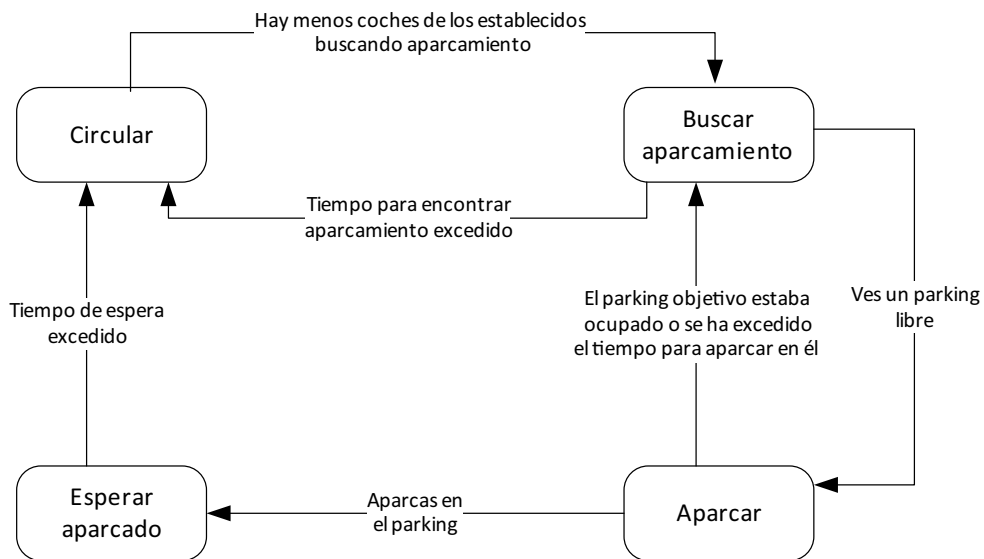 Hay menos coches de los establecidos
buscando aparcamiento
Circular
Buscar
aparcamiento
Tiempo para encontrar
aparcamiento excedido
Tiempo de espera
excedido
El parking objetivo estaba
ocupado o se ha excedido
el tiempo para aparcar en él
Ves un parking
libre
Esperar
aparcado
Aparcas en
el parking
Aparcar